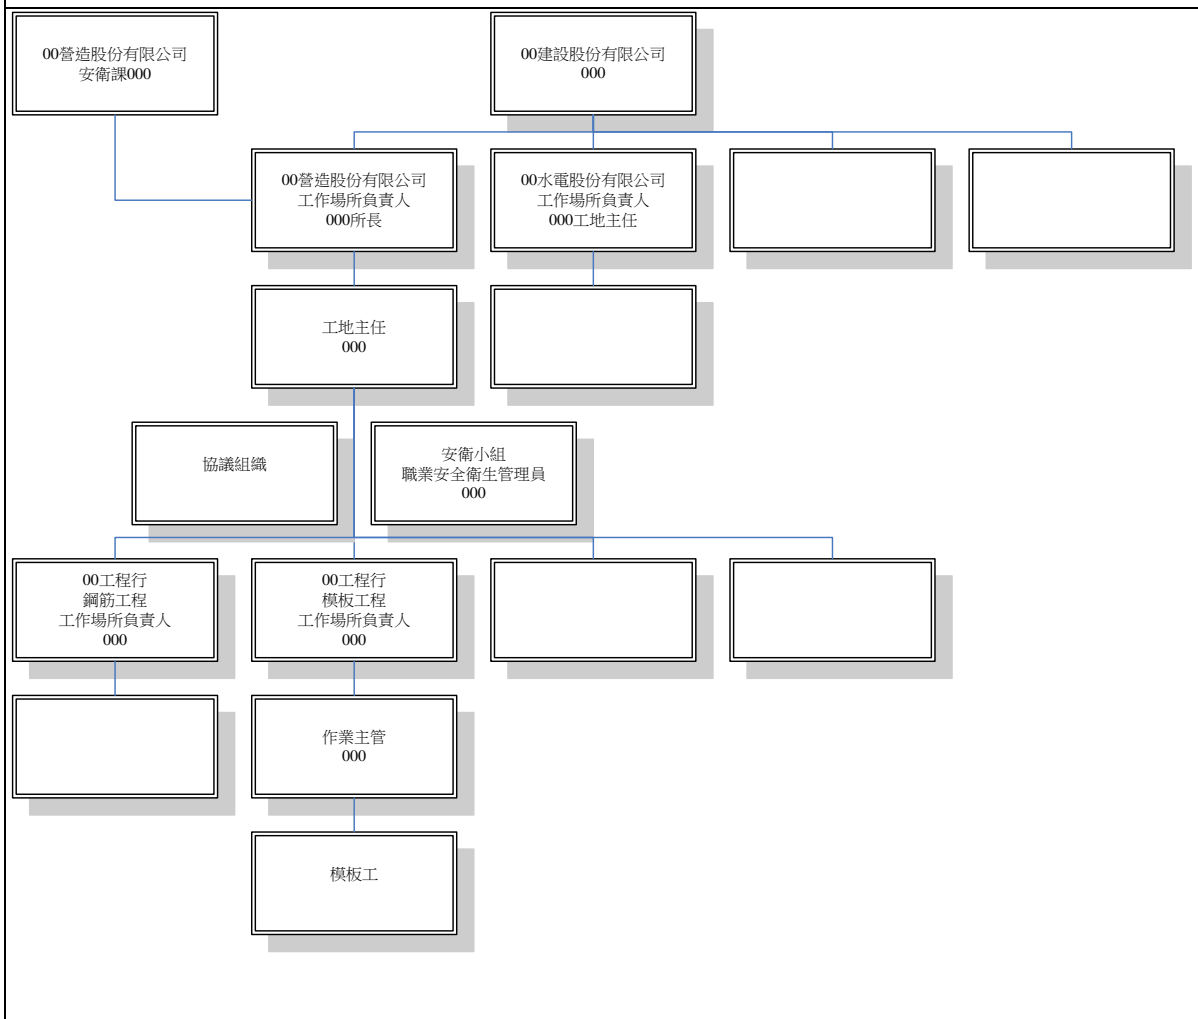 00營造股份有限公司
安衛課000
00建設股份有限公司
000
00營造股份有限公司
工作場所負責人
000所長
00水電股份有限公司
工作場所負責人
000工地主任
工地主任
000
協議組織
安衛小組
職業安全衛生管理員
000
00工程行
鋼筋工程
工作場所負責人
000
00工程行
模板工程
工作場所負責人
000
作業主管
000
模板工